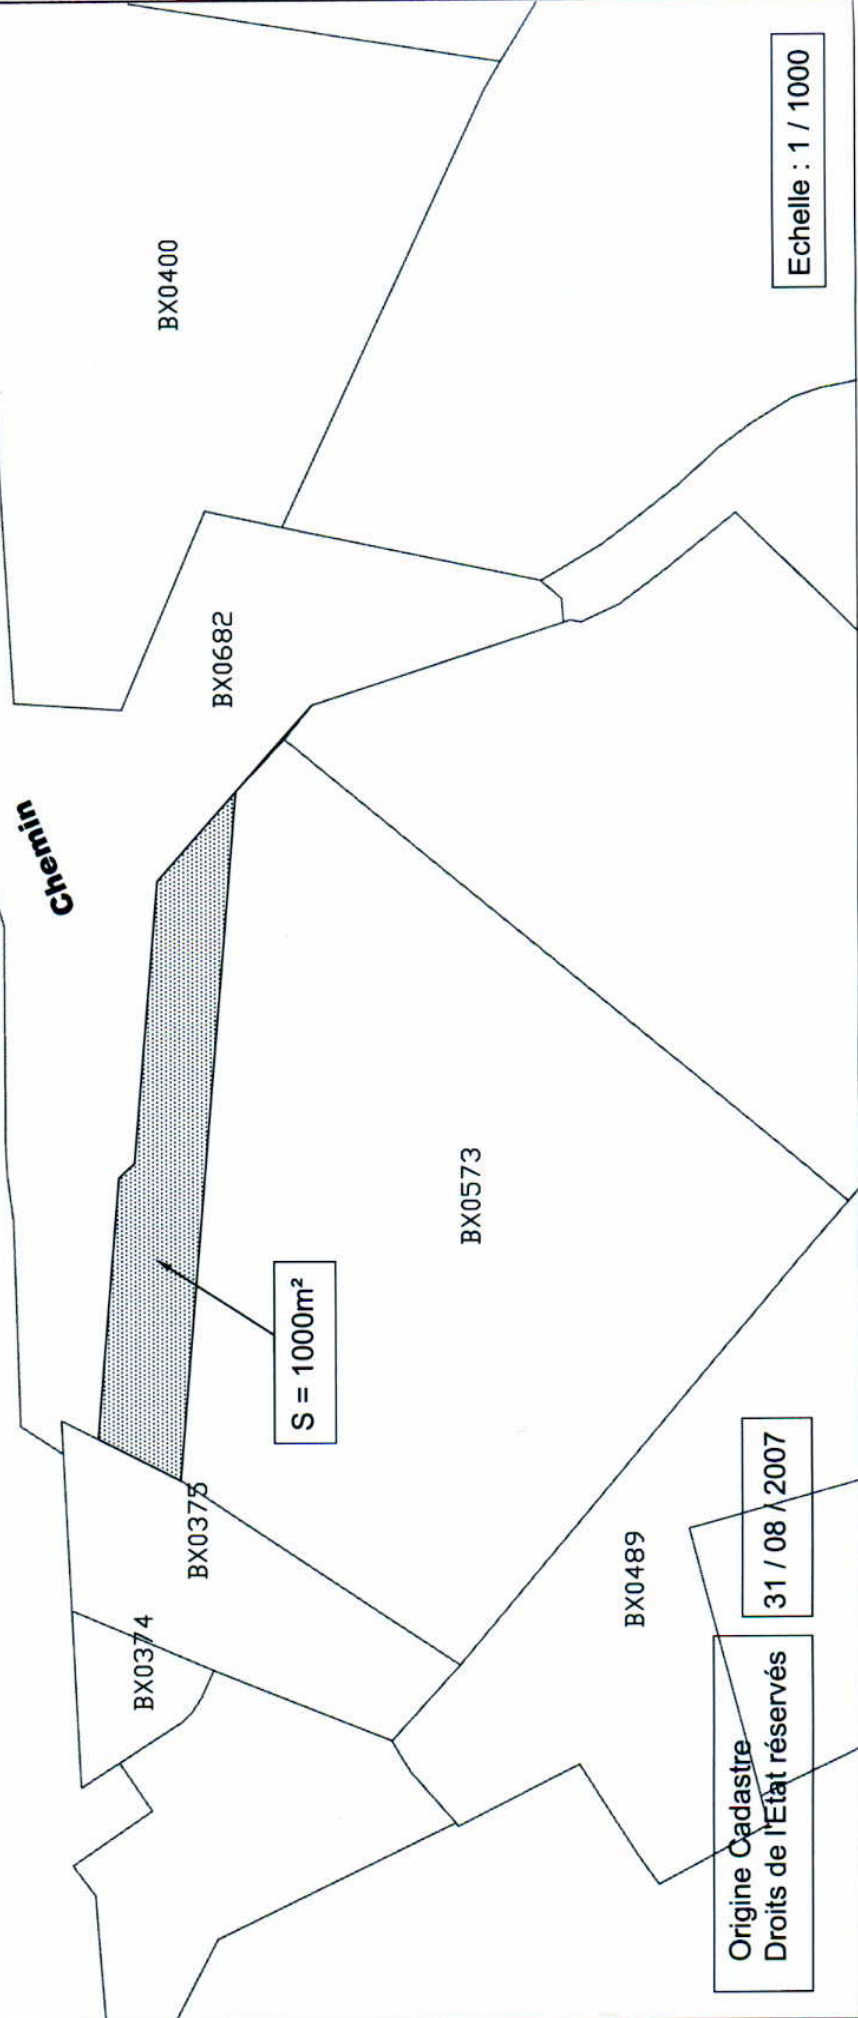 Chemin
BX0374
BX0375
BX0682
BX0400
S = 1000m²
BX0573
BX0489
Origine Cadastre
Droits de l'Etat réservés
31 / 08 / 2007
Echelle : 1 / 1000